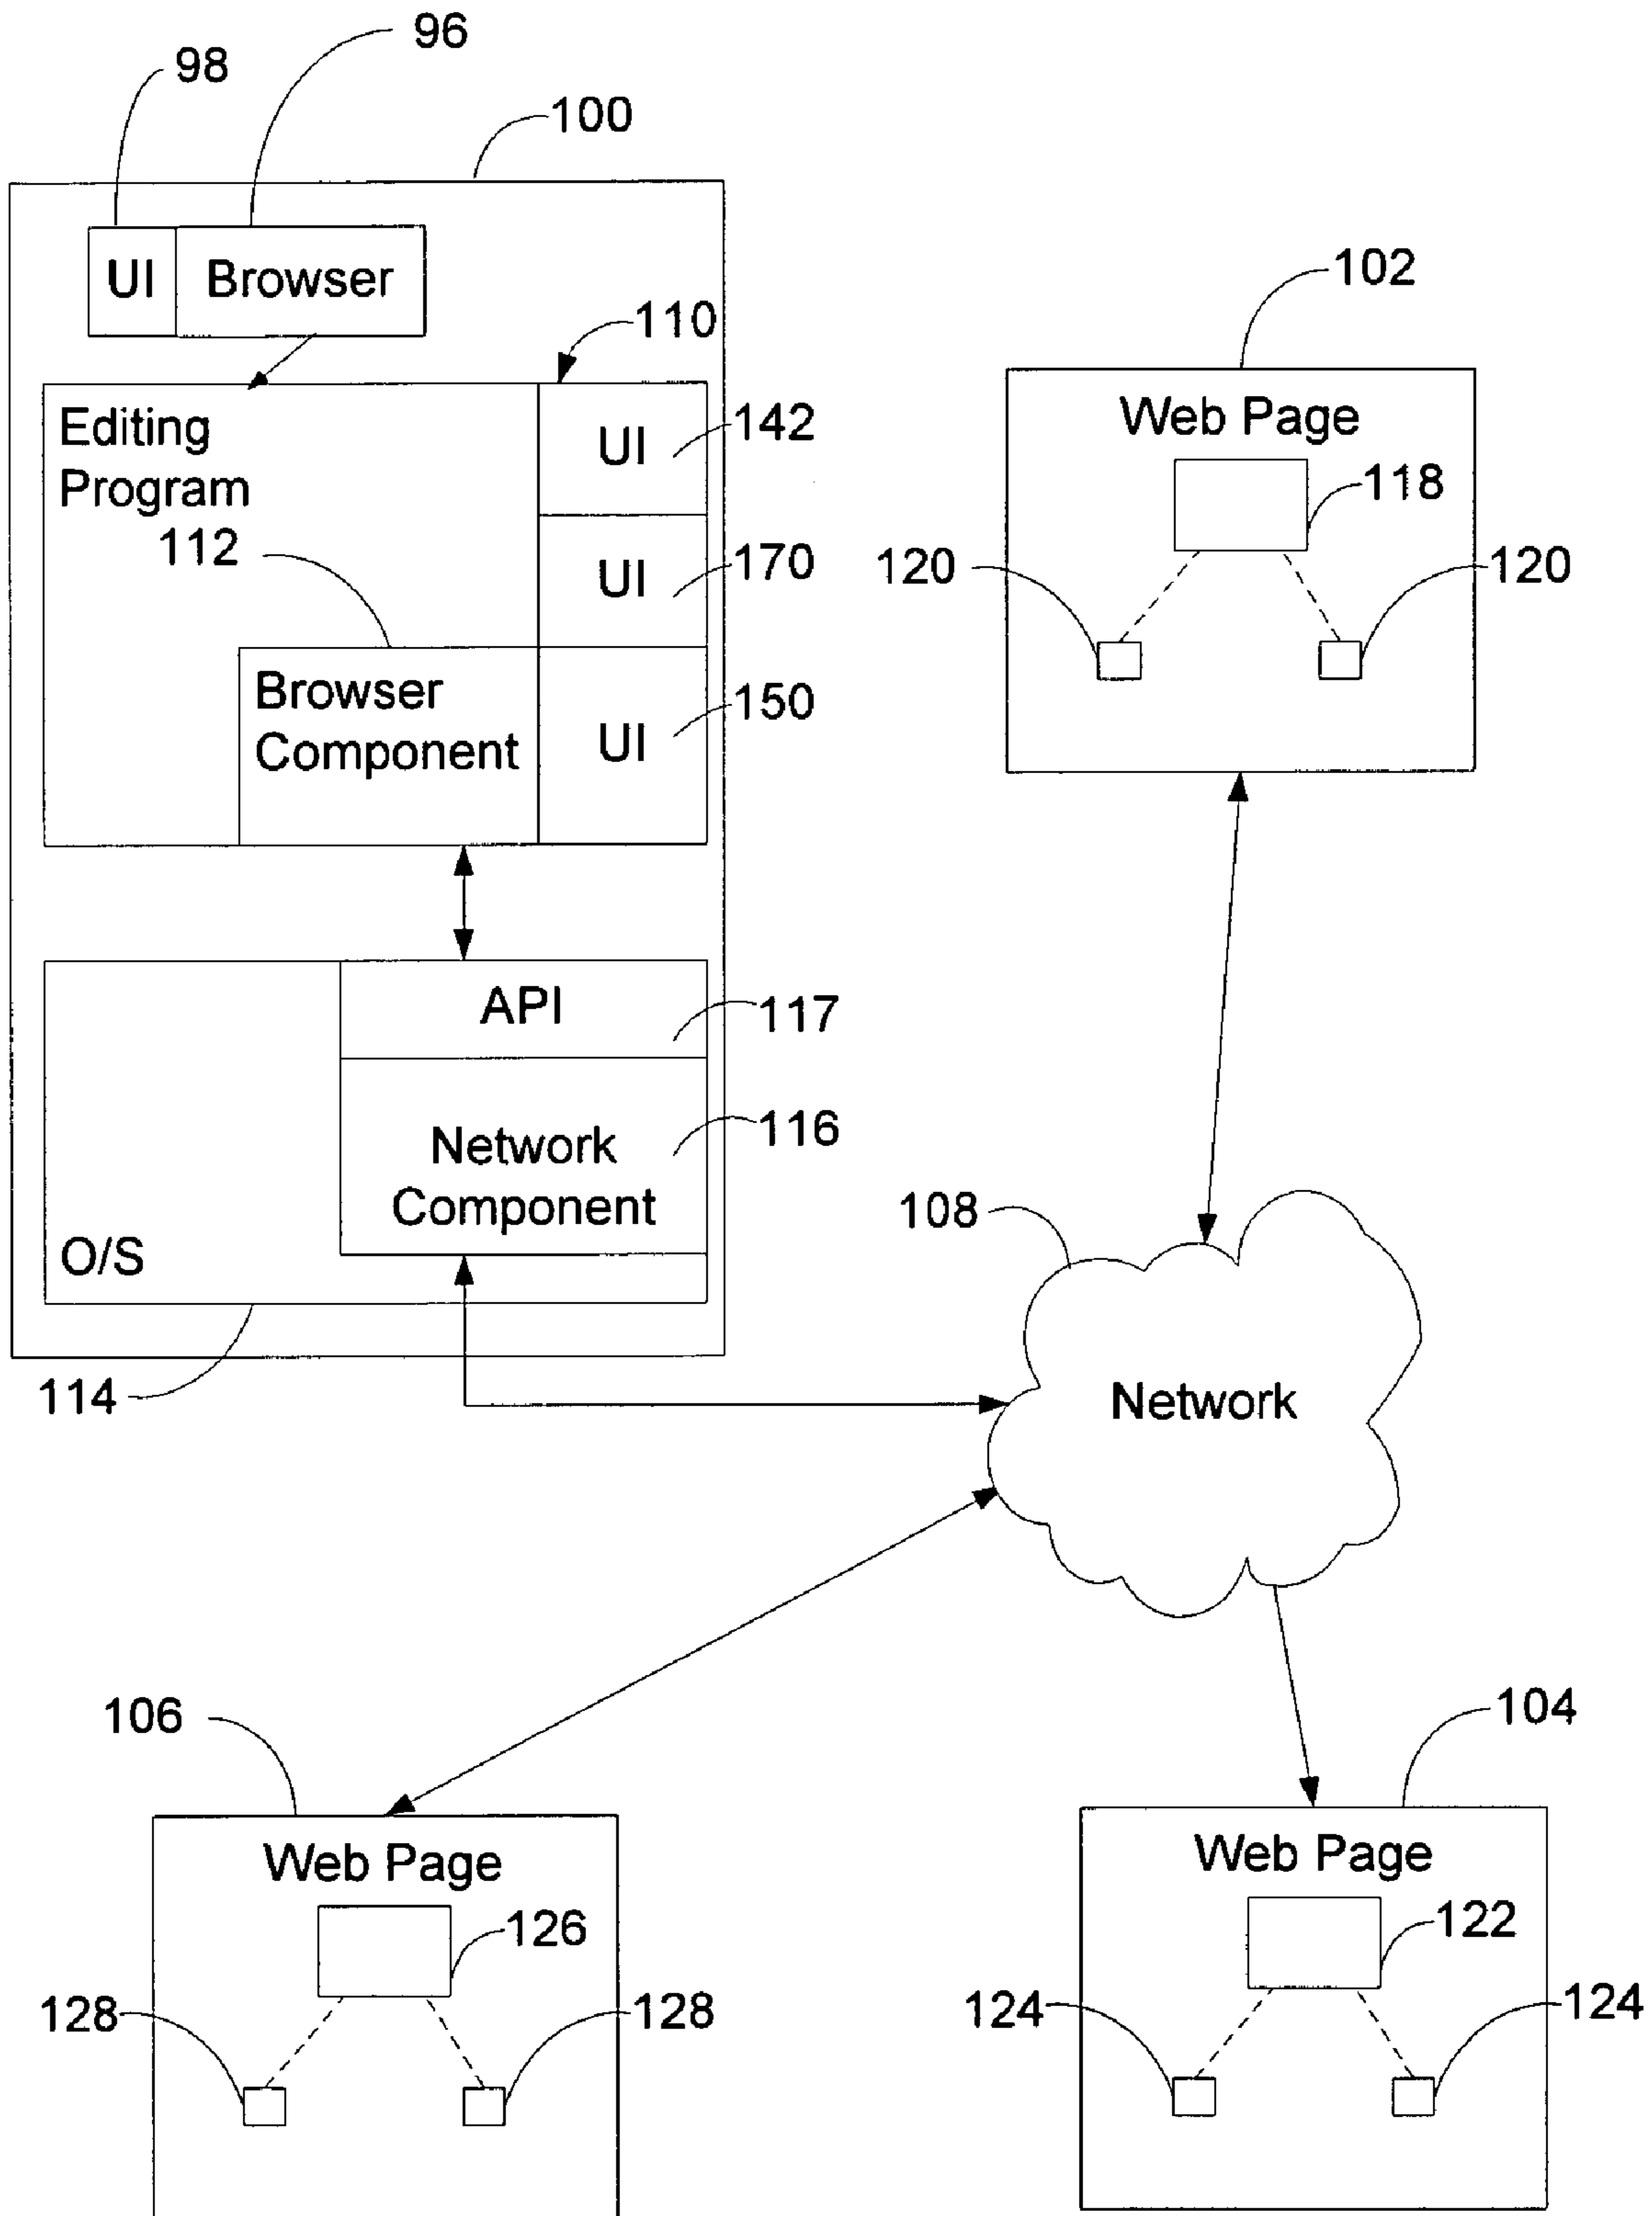 96
98
100
UI Browser
102
110
Web Page
Editing
Program
UI
142
118
112
UI
170
120
120
Browser
Component
UI
150
API
117
Network
Component
116
108
O/S
114
Network
106
104
Web Page
Web Page
126
122
128
128
124
124